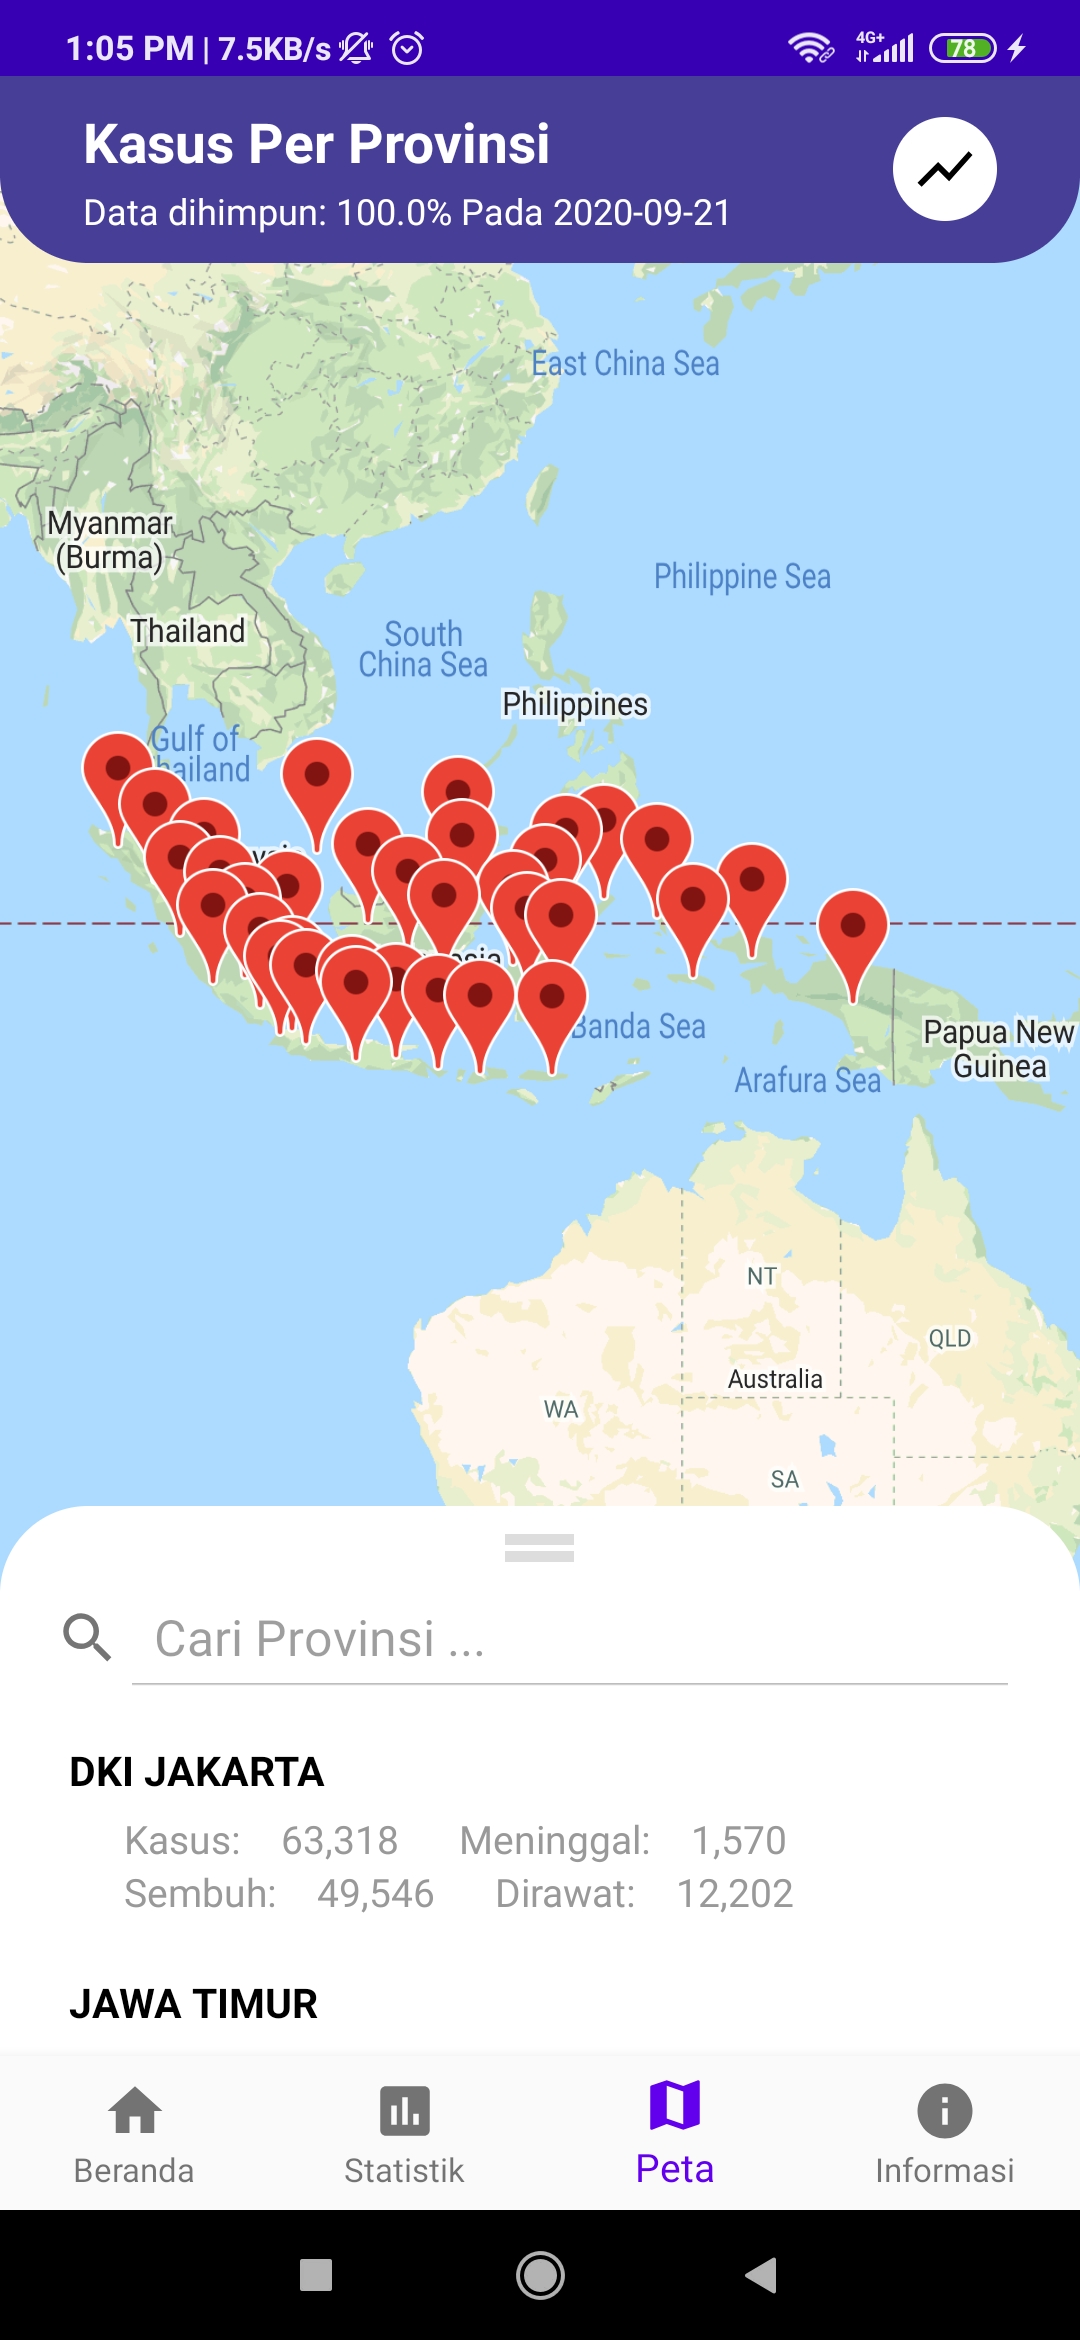 1:05 PM | 7.5KB/s
4G+
78
Kasus Per Provinsi
Data dihimpun: 100.0% Pada 2020-09-21
East China Sea
Myanmar
(Burma)
Philippine Sea
Thailand
South
China Sea
Philippines
Gulf of
Banda Sea
Papua New
Guinea
Arafura Sea
NT
QLD
Australia
WA
SA
Cari Provinsi ...
DKI JAKARTA
Kasus: 63,318 Meninggal: 1,570
Sembuh: 49,546 Dirawat: 12,202
JAWA TIMUR
Beranda
Statistik
Peta
Informasi